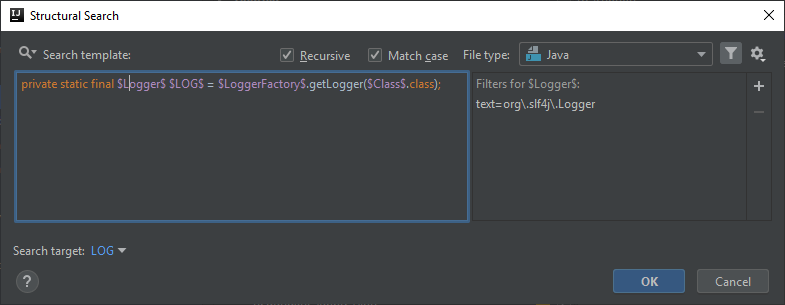 Structural Search
Search template:
Recursive
Match case
File type:
Java
private static final $Logger$ $LOG$ = $LoggerFactory$.getLogger($Class$.class);
Filters for $Logger$:
text=org\.slf4j\.Logger
Search target: LOG
?
OK
Cancel